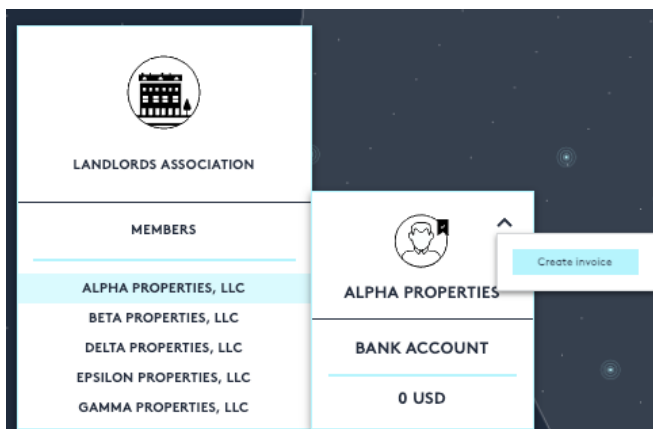 LANDLORDS ASSOCIATION
MEMBERS
ALPHA PROPERTIES, LLC
BETA PROPERTIES, LLC
DELTA PROPERTIES, LLC
EPSILON PROPERTIES, LLC
GAMMA PROPERTIES, LLC
Create invoice
ALPHA PROPERTIES
BANK ACCOUNT
0 USD